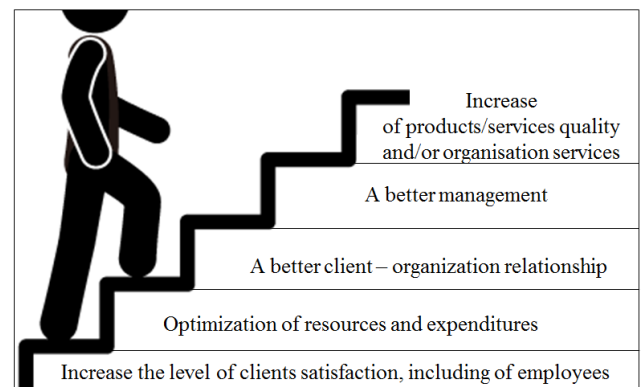 Increase
of products/services quality
and/or organisation services
A better management
A better client – organization relationship
Optimization of resources and expenditures
Increase the level of clients satisfaction, including of employees